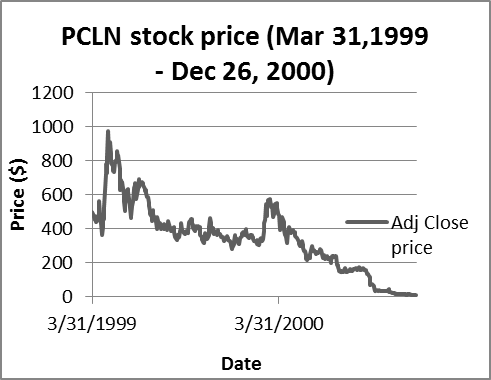 PCLN stock price (Mar 31,1999
- Dec 26, 2000)
1200
1000
800
600
400
200
0
Price ($)
Adj Close
price
3/31/1999
3/31/2000
Date